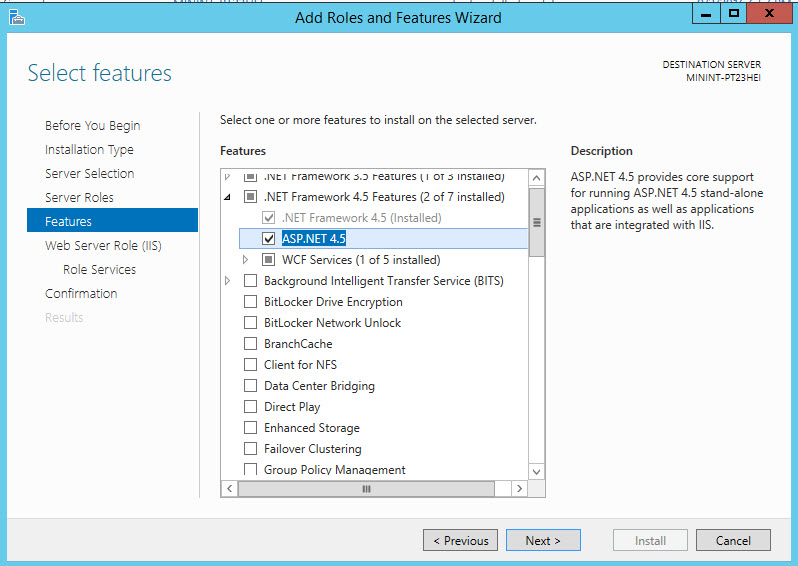 Add Roles and Features Wizard
Select features
DESTINATION SERVER
MININT-PT23HEI
Before You Begin
Installation Type
Server Selection
Server Roles
Features
Web Server Role (IIS)
Role Services
Confirmation
Results
Select one or more features to install on the selected server.
Features
.NET Framework 3.5 Features (1 of 3 installed)
.NET Framework 4.5 Features (2 of 7 installed)
.NET Framework 4.5 (Installed)
ASP.NET 4.5
WCF Services (1 of 5 installed)
Background Intelligent Transfer Service (BITS)
BitLocker Drive Encryption
BitLocker Network Unlock
BranchCache
Client for NFS
Data Center Bridging
Direct Play
Enhanced Storage
Failover Clustering
Group Policy Management
Description
ASP.NET 4.5 provides core support
for running ASP.NET 4.5 stand-alone
applications as well as applications
that are integrated with IIS.
< Previous
Next >
Install
Cancel